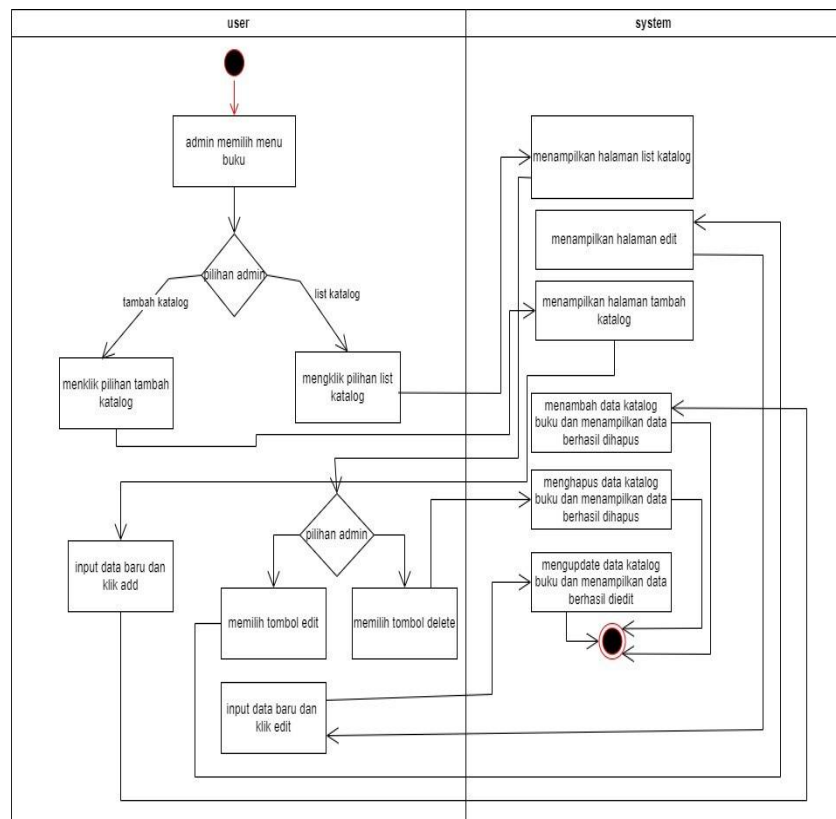 user
system
admin memilih menu
buku
pilihan admin
tambah katalog
list katalog
menklik pilihan tambah
katalog
mengklik pilihan list
katalog
menampilkan halaman list katalog
menampilkan halaman edit
menampilkan halaman tambah
katalog
menambah data katalog
buku dan menampilkan data
berhasil dihapus
menghapus data katalog
buku dan menampilkan data
berhasil dihapus
pilihan admin
input data baru dan
klik add
memilih tombol edit
memilih tombol delete
mengupdate data katalog
buku dan menampilkan data
berhasil diedit
input data baru dan
klik edit